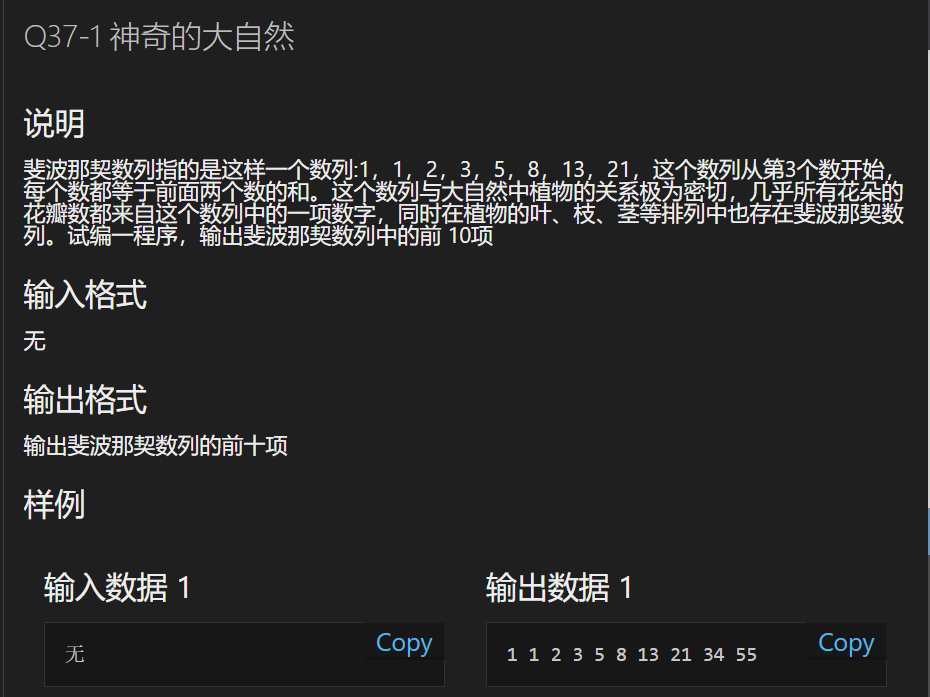 Q37-1 神奇的大自然
说明
斐波那契数列指的是这样一个数列:1，1，2，3，5，8，13，21，这个数列从第3个数开始，
每个数都等于前面两个数的和。这个数列与大自然中植物的关系极为密切，几乎所有花朵的
花瓣数都来自这个数列中的一项数字，同时在植物的叶、枝、茎等排列中也存在斐波那契数
列。试编一程序，输出斐波那契数列中的前 10项
输入格式
无
输出格式
输出斐波那契数列的前十项
样例
输入数据 1
无
Copy
输出数据 1
1 1 2 3 5 8 13 21 34 55
Copy